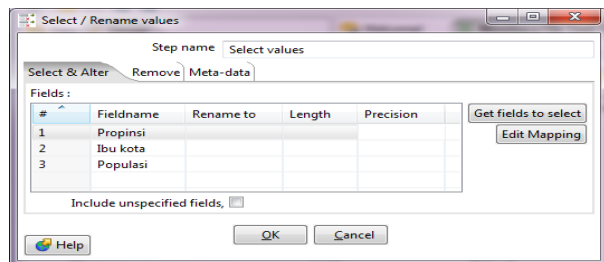 Select / Rename values
Step name Select values
Select & Alter Remove Meta-data
Fields :
# Fieldname Rename to Length Precision
Get fields to select
1 Propinsi
Edit Mapping
2 Ibu kota
3 Populasi
Include unspecified fields,
OK Cancel
Help